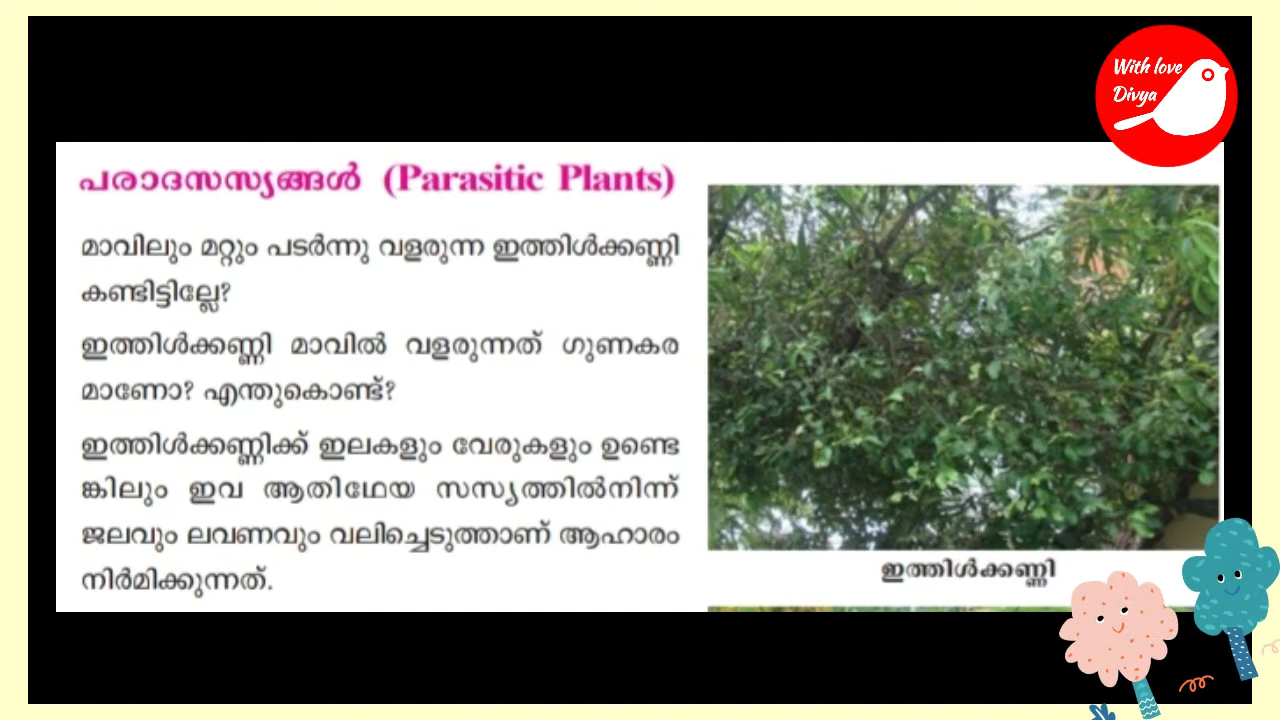 With love
Divya
പരാദസസ്യങ്ങൾ (Parasitic Plants)
മാവിലും മറ്റും പടർന്നു വളരുന്ന ഇത്തിൾക്കണ്ണി
കണ്ടിട്ടില്ലേ?
ഇത്തിൾക്കണ്ണി മാവിൽ വളരുന്നത് ഗുണകര
മാണോ? എന്തുകൊണ്ട്?
ഇത്തിൾക്കണ്ണിക്ക് ഇലകളും വേരുകളും ഉണ്ടെ
ങ്കിലും ഇവ ആതിഥേയ സസ്യത്തിൽനിന്ന്
ജലവും ലവണവും വലിച്ചെടുത്താണ് ആഹാരം
നിർമിക്കുന്നത്.
ഇത്തിൾക്കണ്ണി